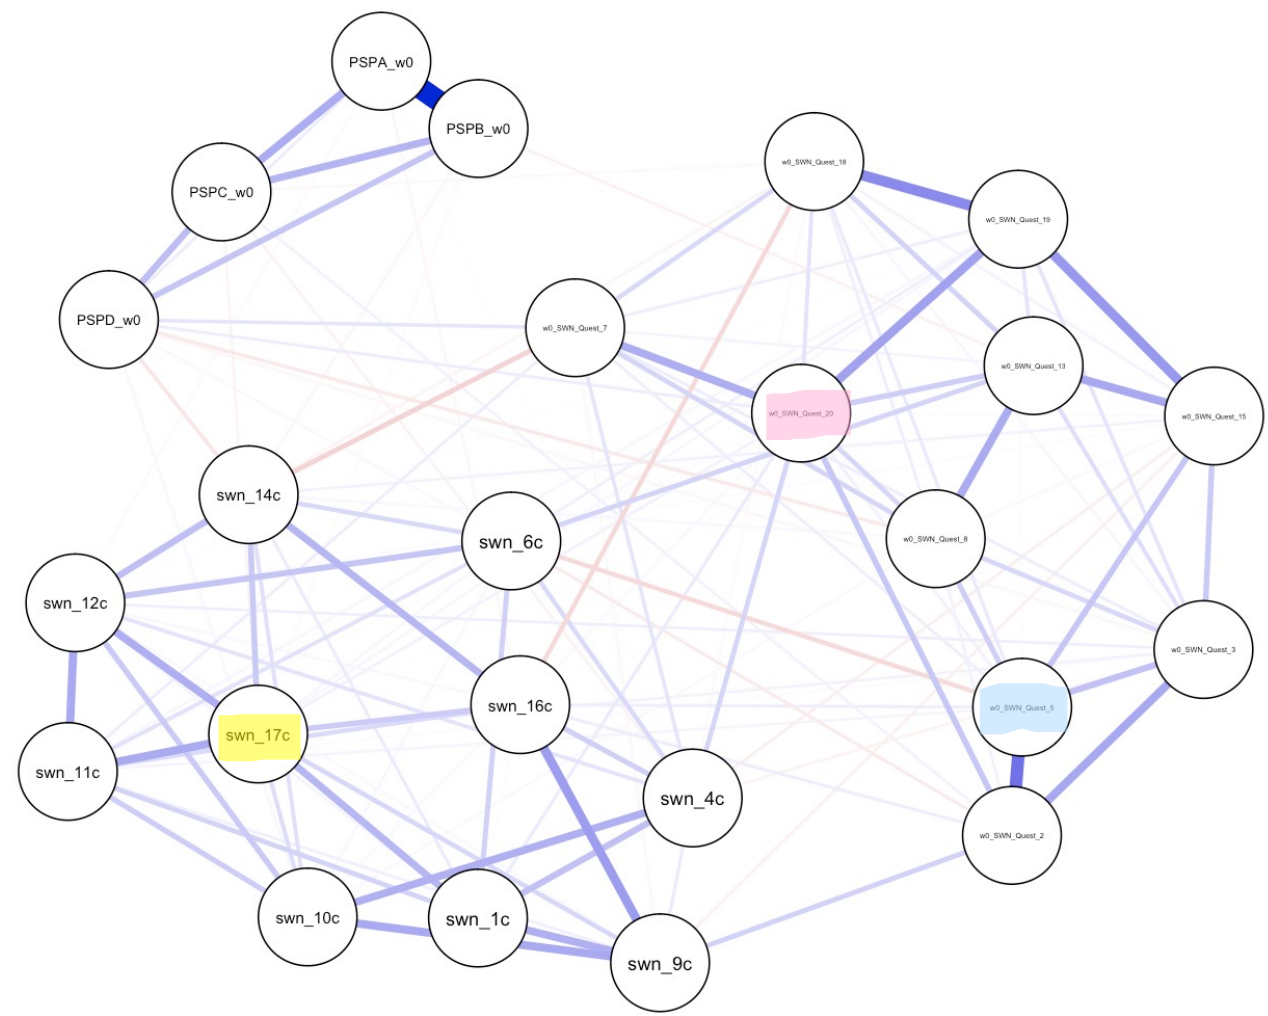 PSPA_w0
PSPB_w0
w0_SWN_Quest_18
PSPC_w0
w0_SWN_Quest_19
PSPD_w0
w0_SWN_Quest_7
w0_SWN_Quest_13
w0_SWN_Quest_20
w0_SWN_Quest_15
swn_14c
swn_6c
w0_SWN_Quest_8
swn_12c
w0_SWN_Quest_3
swn_16c
w0_SWN_Quest_5
swn_17c
swn_11c
swn_4c
w0_SWN_Quest_2
swn_10c
swn_1c
swn_9c